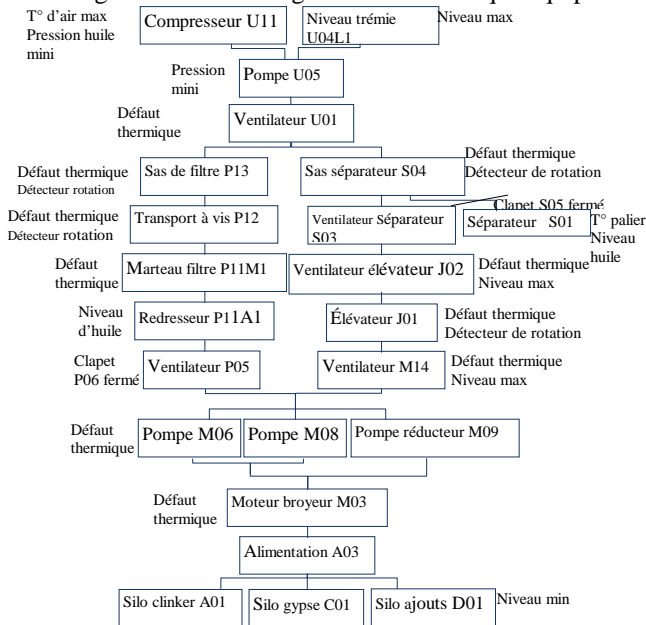 T° d'air max
Pression huile
mini
Compresseur U11
Niveau trémie
U04L1
Niveau max
Pression
mini
Pompe U05
Défaut
thermique
Ventilateur U01
Défaut thermique
Détecteur rotation
Sas de filtre P13
Sas séparateur S04
Défaut thermique
Détecteur de rotation
Clapet S05 fermé
Défaut thermique
Détecteur rotation
Transport à vis P12
Ventilateur Séparateur
S03
Séparateur S01
T° palier
Niveau
huile
Défaut
thermique
Marteau filtre P11M1
Ventilateur élévateur J02
Défaut thermique
Niveau max
Niveau
d'huile
Redresseur P11A1
Élévateur J01
Défaut thermique
Détecteur de rotation
Clapet
P06 fermé
Ventilateur P05
Ventilateur M14
Défaut thermique
Niveau max
Défaut
thermique
Pompe M06
Pompe M08
Pompe réducteur M09
Défaut
thermique
Moteur broyeur M03
Alimentation A03
Silo clinker A01
Silo gypse C01
Silo ajouts D01
Niveau min